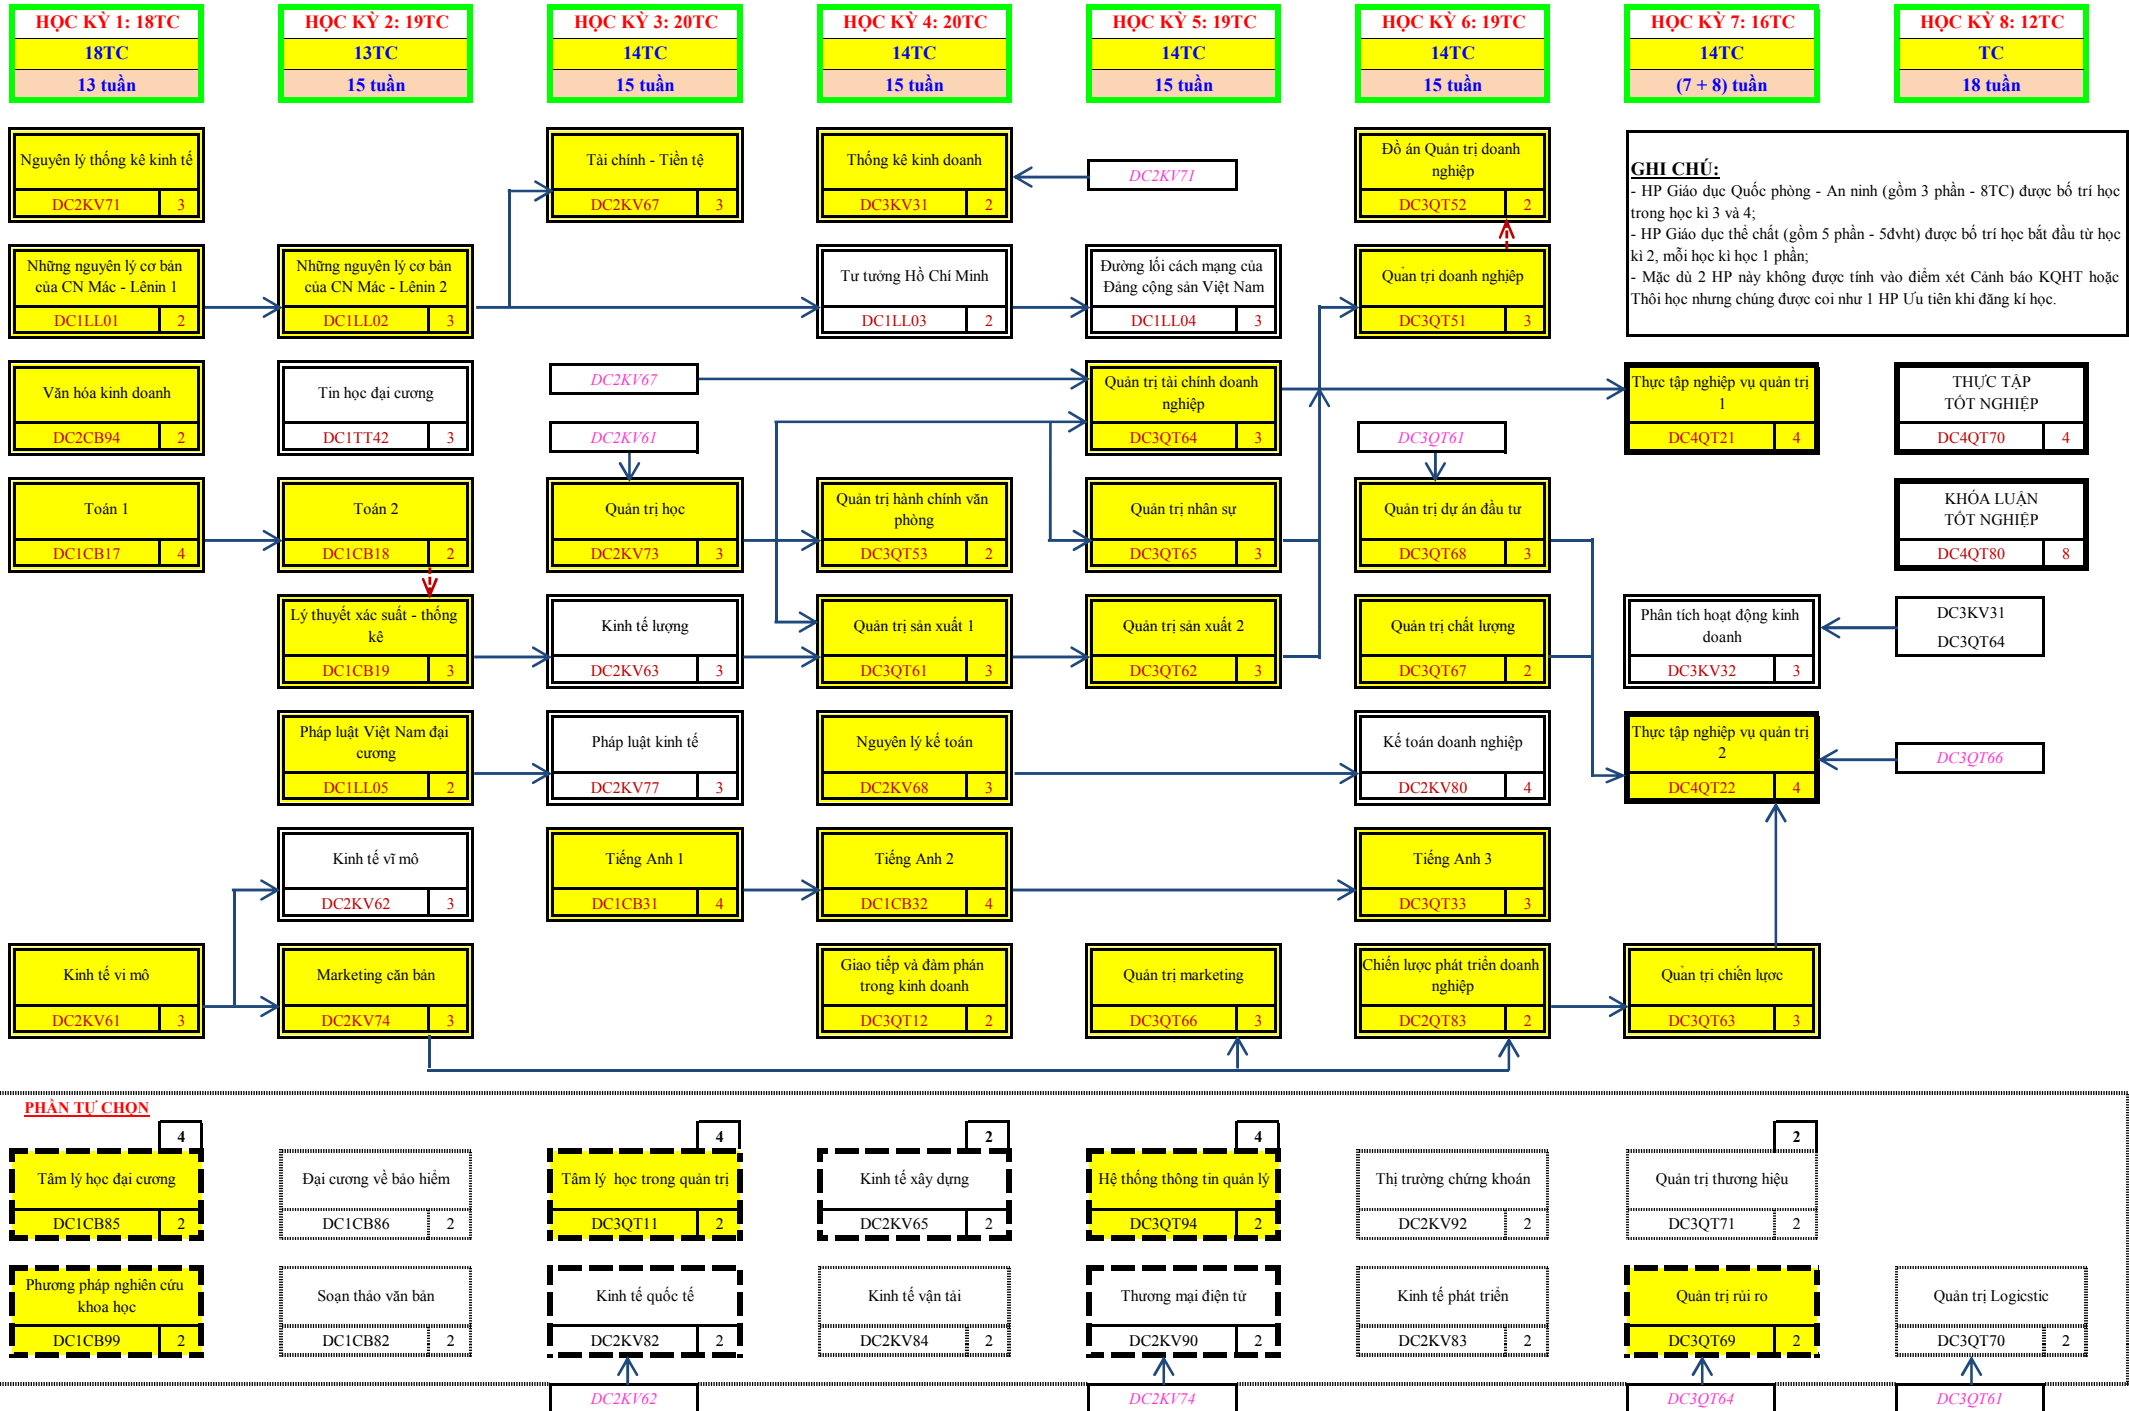 HỌC KỲ 1: 18TC
18TC
13 tuần
HỌC KỲ 2: 19TC
13TC
15 tuần
HỌC KỲ 3: 20TC
14TC
15 tuần
HỌC KỲ 4: 20TC
14TC
15 tuần
HỌC KỲ 5: 19TC
14TC
15 tuần
HỌC KỲ 6: 19TC
14TC
15 tuần
HỌC KỲ 7: 16TC
14TC
(7 + 8) tuần
HỌC KỲ 8: 12TC
TC
18 tuần
Nguyên lý thống kê kinh tế
DC2KV71 3
Tài chính - Tiền tệ
DC2KV67 3
Thống kê kinh doanh
DC3KV31 2
DC2KV71
Đồ án Quản trị doanh
nghiệp
DC3QT52 2
GHI CHÚ:
- HP Giáo dục Quốc phòng - An ninh (gồm 3 phần - 8TC) được bố trí học
trong học kì 3 và 4;
- HP Giáo dục thể chất (gồm 5 phần - 5đvht) được bố trí học bắt đầu từ học
kì 2, mỗi học kì học 1 phần;
- Mặc dù 2 HP này không được tính vào điểm xét Cảnh báo KQHT hoặc
Thôi học nhưng chúng được coi như 1 HP Ưu tiên khi đăng kí học.
Những nguyên lý cơ bản
của CN Mác - Lênin 1
DC1LL01 2
Những nguyên lý cơ bản
của CN Mác - Lênin 2
DC1LL02 3
Tư tưởng Hồ Chí Minh
DC1LL03 2
Đường lối cách mạng của
Đảng cộng sản Việt Nam
DC1LL04 3
Quản trị doanh nghiệp
DC3QT51 3
Văn hóa kinh doanh
DC2CB94 2
Tin học đại cương
DC1TT42 3
DC2KV67
DC2KV61
Quản trị tài chính doanh
nghiệp
DC3QT64 3
DC3QT61
Thực tập nghiệp vụ quản trị
1
DC4QT21 4
THỰC TẬP
TỐT NGHIỆP
DC4QT70 4
Toán 1
DC1CB17 4
Toán 2
DC1CB18 2
Quản trị học
DC2KV73 3
Quản trị hành chính văn
phòng
DC3QT53 2
Quản trị nhân sự
DC3QT65 3
Quản trị dự án đầu tư
DC3QT68 3
KHÓA LUẬN
TỐT NGHIỆP
DC4QT80 8
Lý thuyết xác suất - thống
kê
DC1CB19 3
Kinh tế lượng
DC2KV63 3
Quản trị sản xuất 1
DC3QT61 3
Quản trị sản xuất 2
DC3QT62 3
Quản trị chất lượng
DC3QT67 2
Phân tích hoạt động kinh
doanh
DC3KV32 3
DC3KV31
DC3QT64
Pháp luật Việt Nam đại
cương
DC1LL05 2
Pháp luật kinh tế
DC2KV77 3
Nguyên lý kế toán
DC2KV68 3
Kế toán doanh nghiệp
DC2KV80 4
Thực tập nghiệp vụ quản trị
2
DC4QT22 4
DC3QT66
Kinh tế vĩ mô
DC2KV62 3
Tiếng Anh 1
DC1CB31 4
Tiếng Anh 2
DC1CB32 4
Tiếng Anh 3
DC3QT33 3
Kinh tế vi mô
DC2KV61 3
Marketing căn bản
DC2KV74 3
Giao tiếp và đàm phán
trong kinh doanh
DC3QT12 2
Quản trị marketing
DC3QT66 3
Chiến lược phát triển doanh
nghiệp
DC2QT83 2
Quản trị chiến lược
DC3QT63 3
PHẦN TỰ CHỌN
4
4
2
4
2
Tâm lý học đại cương
DC1CB85 2
Đại cương về bảo hiểm
DC1CB86 2
Tâm lý học trong quản trị
DC3QT11 2
Kinh tế xây dựng
DC2KV65 2
Hệ thống thông tin quản lý
DC3QT94 2
Thị trường chứng khoán
DC2KV92 2
Quản trị thương hiệu
DC3QT71 2
Phương pháp nghiên cứu
khoa học
DC1CB99 2
Soạn thảo văn bản
DC1CB82 2
Kinh tế quốc tế
DC2KV82 2
Kinh tế vận tải
DC2KV84 2
Thương mại điện tử
DC2KV90 2
Kinh tế phát triển
DC2KV83 2
Quản trị rủi ro
DC3QT69 2
Quản trị Logicstic
DC3QT70 2
DC2KV62
DC2KV74
DC3QT64
DC3QT61